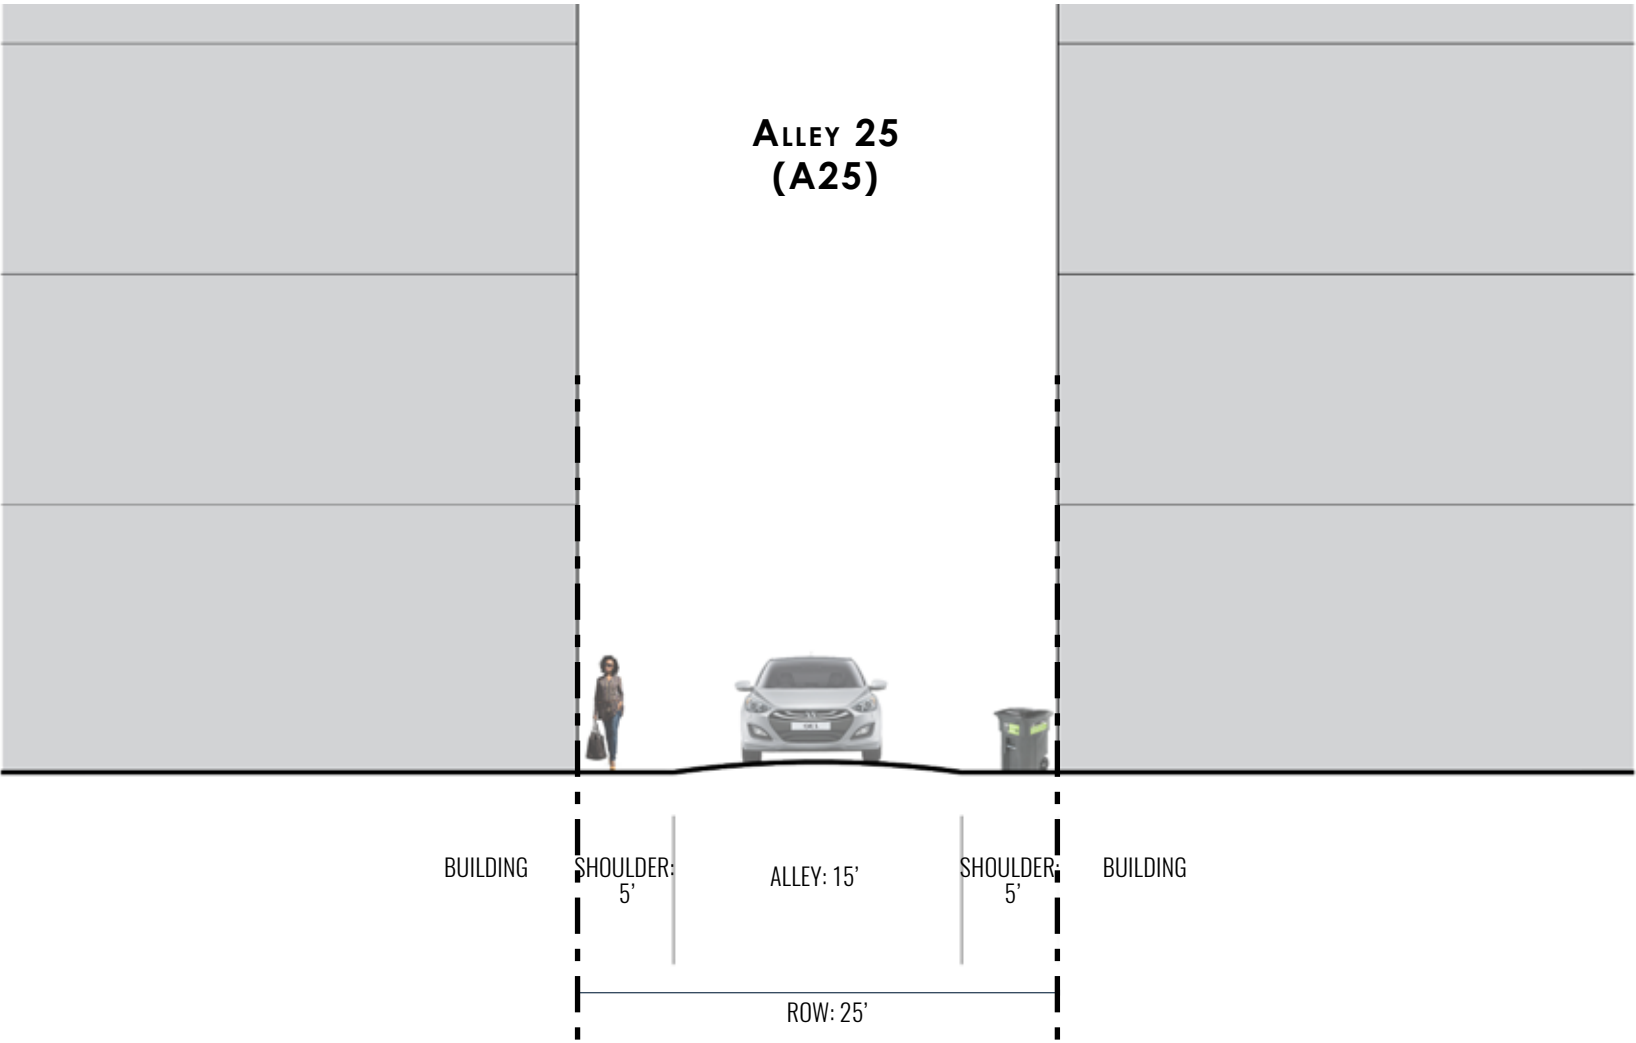 ALLEY 25
(A25)
BUILDING
SHOULDER:
5’
ALLEY: 15’
SHOULDER:
5’
BUILDING
ROW: 25’